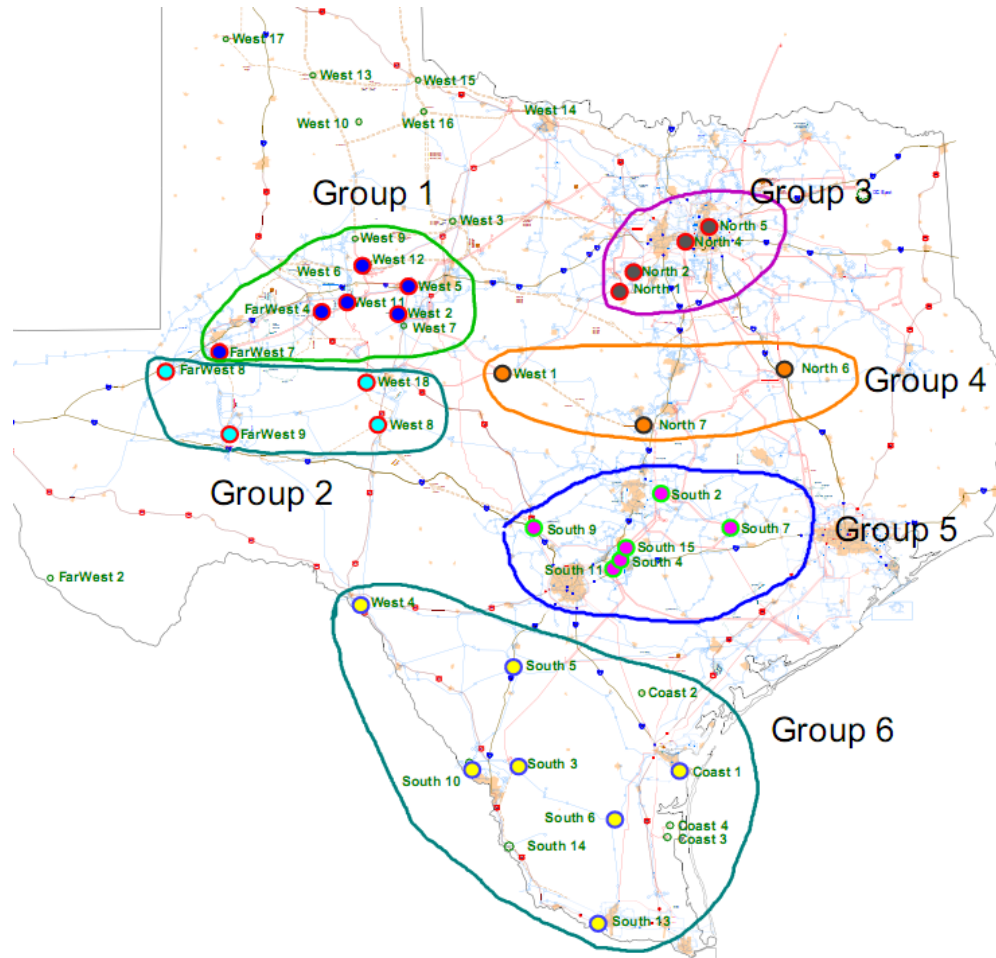 West 17
West 13
West 15
West 10
West 16
West 14
Group 1
Group 3
West 3
North 5
West 9
North 4
West 6
West 12
North 2
West 5
North 1
FarWest 4
West 11
West 2
West 7
FarWest 7
FarWest 8
West 18
West 1
North 6
Group 4
FarWest 9
West 8
North 7
Group 2
South 2
South 9
South 7
Group 5
South 15
South 4
South 11
FarWest 2
West 4
South 5
Coast 2
Group 6
South 10
South 3
Coast 1
South 6
Coast 4
Coast 3
South 14
South 13